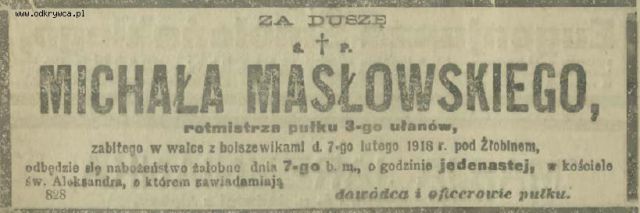 www.odkrywca.pl
ZA DUSZĘ
Ś. † P.
MICHAŁA MASŁOWSKIEGO,
rotmistrza pułku 3-go ułanów,
zabitego w walce z bolszewikami d. 7-go lutego 1918 r. pod Żłobinem,
odbędzie się nabożeństwo żałobne dnia 7-go b. m., o godzinie jedenastej, w kościele
św. Aleksandra, o którem zawiadamiają
828 dowódca i oficerowie pułku.